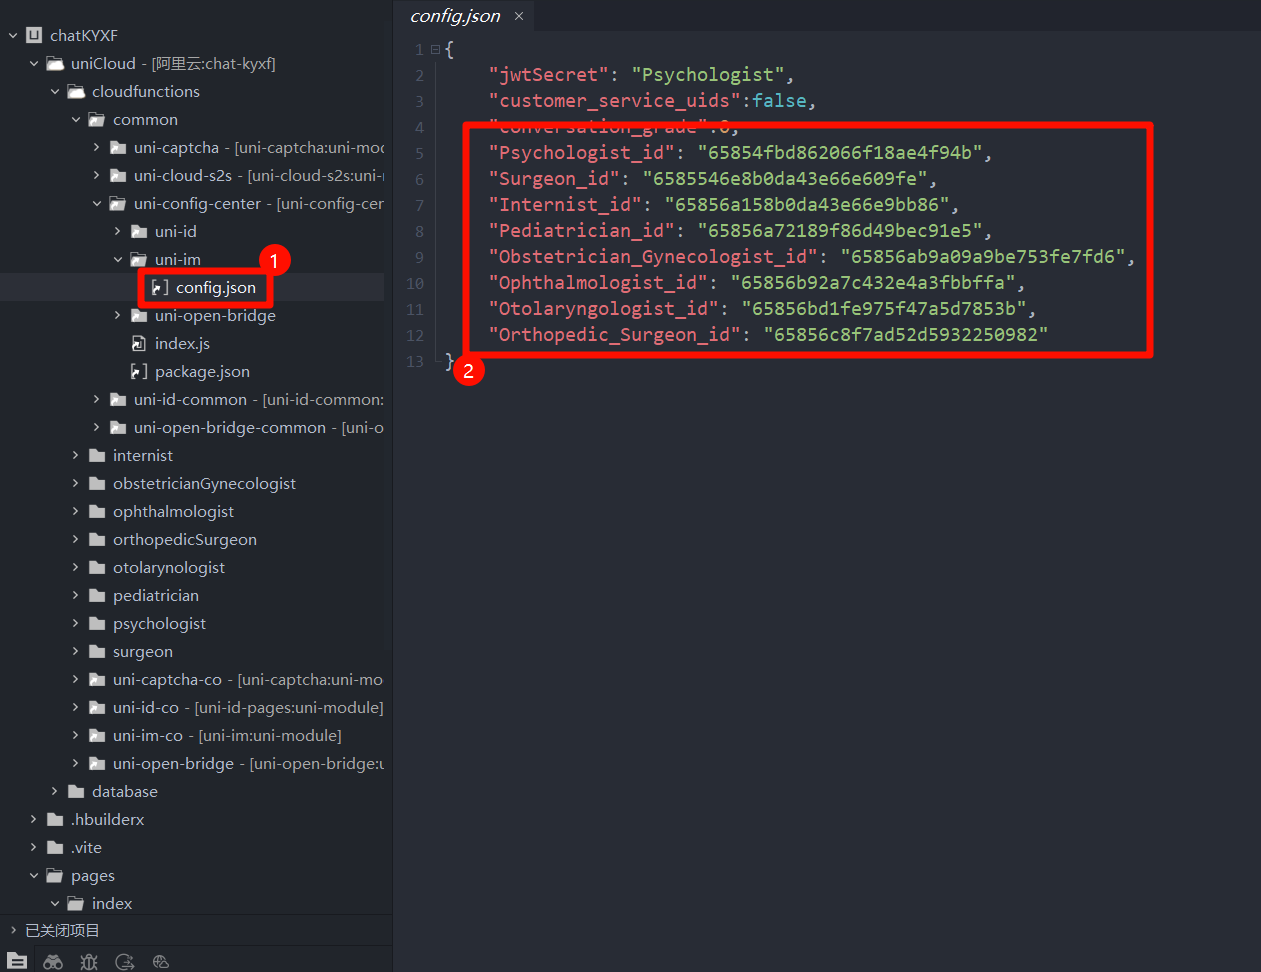 chatKYXF
uniCloud - [阿里云:chat-kyxf]
cloudfunctions
common
uni-captcha - [uni-captcha:uni-moc
uni-cloud-s2s - [uni-cloud-s2s:uni-
uni-config-center - [uni-config-cer
uni-id
uni-im
1
config.json
uni-open-bridge
index.js
package.json
uni-id-common - [uni-id-common:
uni-open-bridge-common - [uni-o
internist
obstetricianGynecologist
ophthalmologist
orthopedicSurgeon
otolarynologist
pediatrician
psychologist
surgeon
uni-captcha-co - [uni-captcha:uni-mo
uni-id-co - [uni-id-pages:uni-module]
uni-im-co - [uni-im:uni-module]
uni-open-bridge - [uni-open-bridge:u
database
.hbuilderx
.vite
pages
index
已关闭项目
config.json ×
1 {
2 "jwtSecret": "Psychologist",
3 "customer_service_uids":false,
4 "conversation_grade":0,
5 "Psychologist_id": "65854fbd862066f18ae4f94b",
6 "Surgeon_id": "6585546e8b0da43e66e609fe",
7 "Internist_id": "65856a158b0da43e66e9bb86",
8 "Pediatrician_id": "65856a72189f86d49bec91e5",
9 "Obstetrician_Gynecologist_id": "65856ab9a09a9be753fe7fd6",
10 "Ophthalmologist_id": "65856b92a7c432e4a3fbbffa",
11 "Otolaryngologist_id": "65856bd1fe975f47a5d7853b",
12 "Orthopedic_Surgeon_id": "65856c8f7ad52d5932250982"
13 }
2